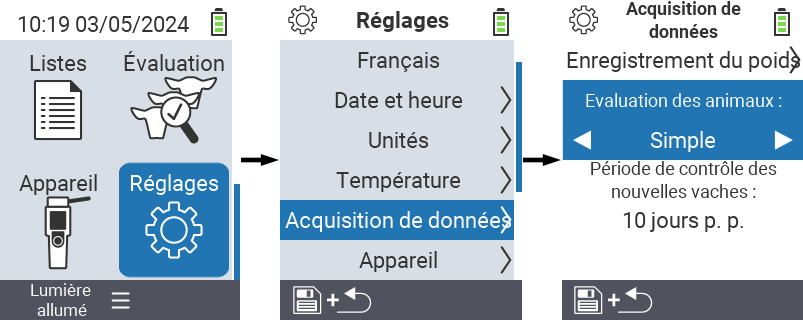 10:19 03/05/2024
Listes Évaluation
Appareil Réglages
Lumière
allumé
Réglages
Français
Date et heure
Unités
Température
Acquisition de données
Appareil
+
Acquisition de
données
Enregistrement du poids
Evaluation des animaux :
Simple
Période de contrôle des
nouvelles vaches :
10 jours p. p.
+